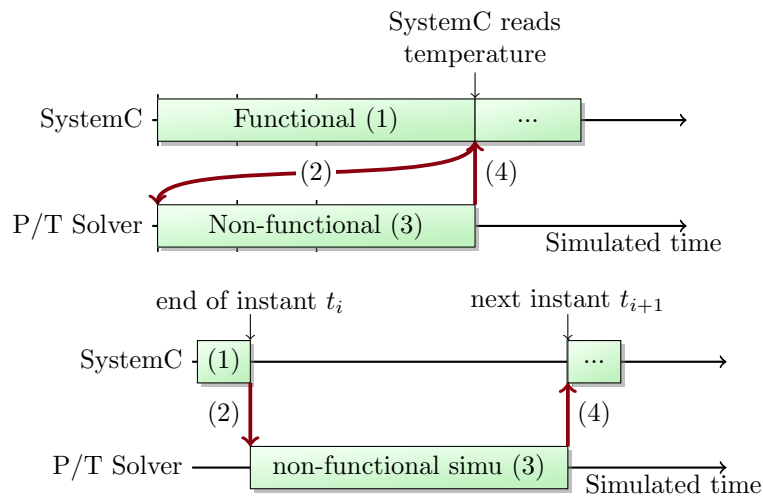 SystemC reads
temperature
SystemC
Functional (1)
...
(2)
(4)
P/T Solver
Non-functional (3)
Simulated time
end of instant t_i
next instant t_{i+1}
SystemC
(1)
...
(2)
(4)
P/T Solver
non-functional simu (3)
Simulated time